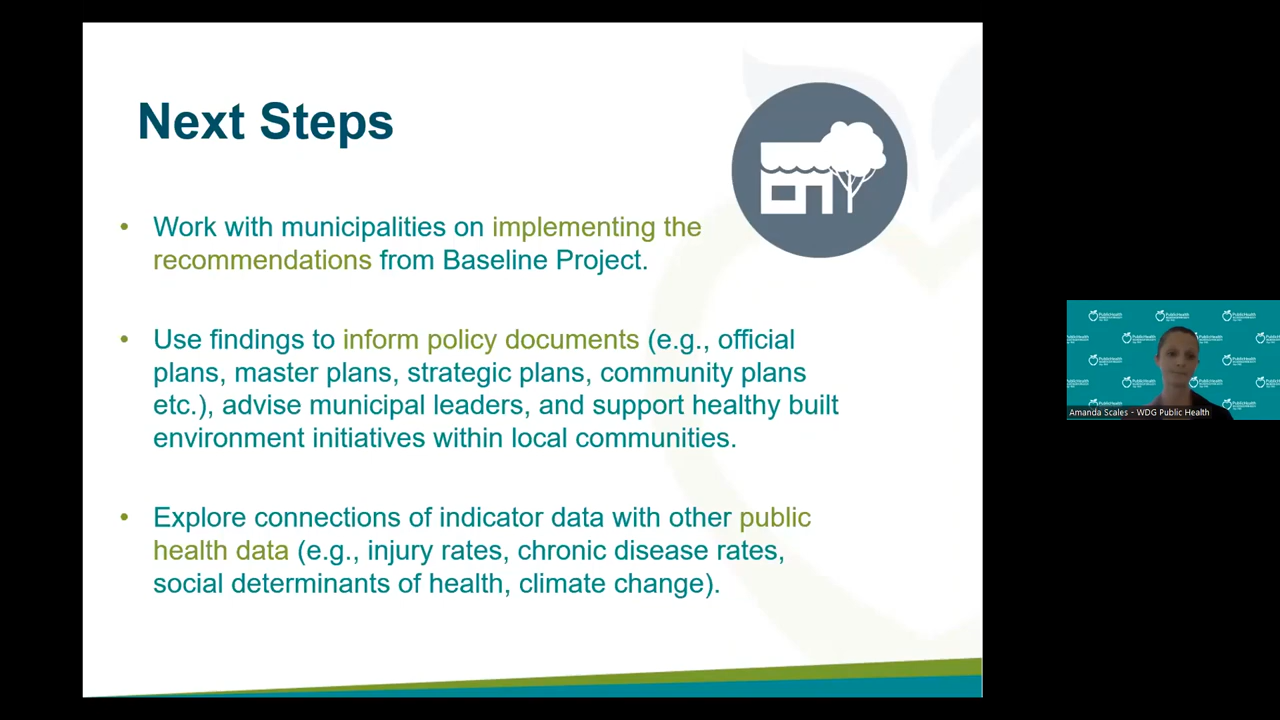 Next Steps
• Work with municipalities on implementing the
recommendations from Baseline Project.
• Use findings to inform policy documents (e.g., official
plans, master plans, strategic plans, community plans
etc.), advise municipal leaders, and support healthy built
environment initiatives within local communities.
• Explore connections of indicator data with other public
health data (e.g., injury rates, chronic disease rates,
social determinants of health, climate change).
PublicHealth
Amanda Scales - WDG Public Health